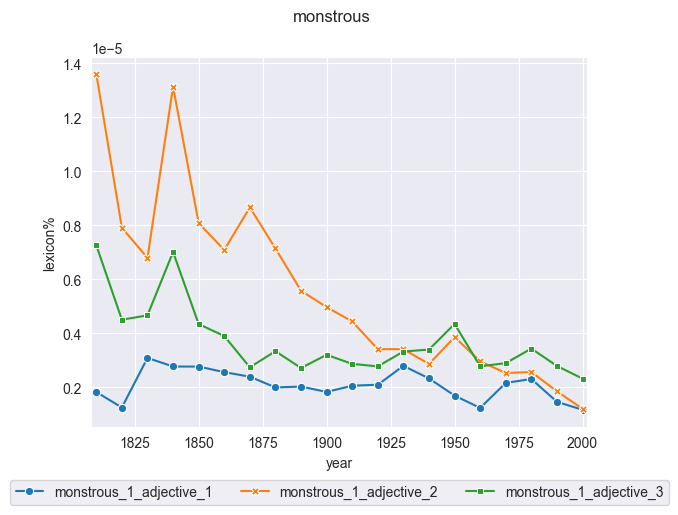 monstrous
1e−5
1.4
1.2
1.0
0.8
0.6
0.4
0.2
lexicon%
1825 1850 1875 1900 1925 1950 1975 2000
year
monstrous_1_adjective_1 monstrous_1_adjective_2 monstrous_1_adjective_3